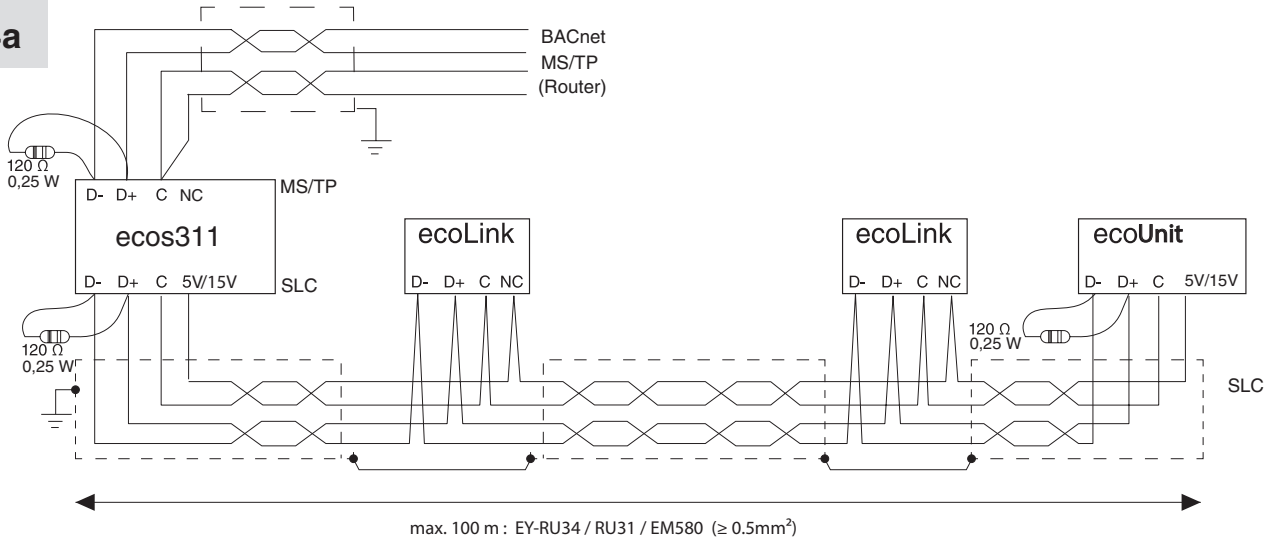 a
BACnet
MS/TP
(Router)
120 Ω
0,25 W
MS/TP
D- D+ C NC
ecos311
D- D+ C 5V/15V
SLC
ecoLink
D- D+ C NC
ecoLink
D- D+ C NC
ecoUnit
D- D+ C 5V/15V
120 Ω
0,25 W
120 Ω
0,25 W
SLC
max. 100 m : EY-RU34 / RU31 / EM580 (≥ 0.5mm²)